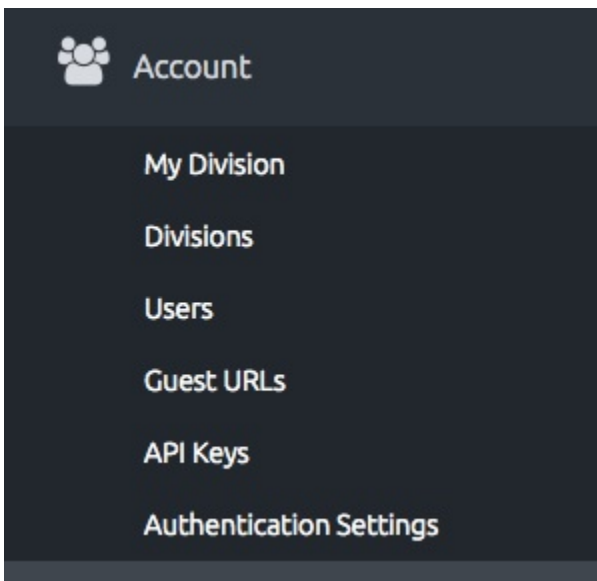 Account
My Division
Divisions
Users
Guest URLs
API Keys
Authentication Settings